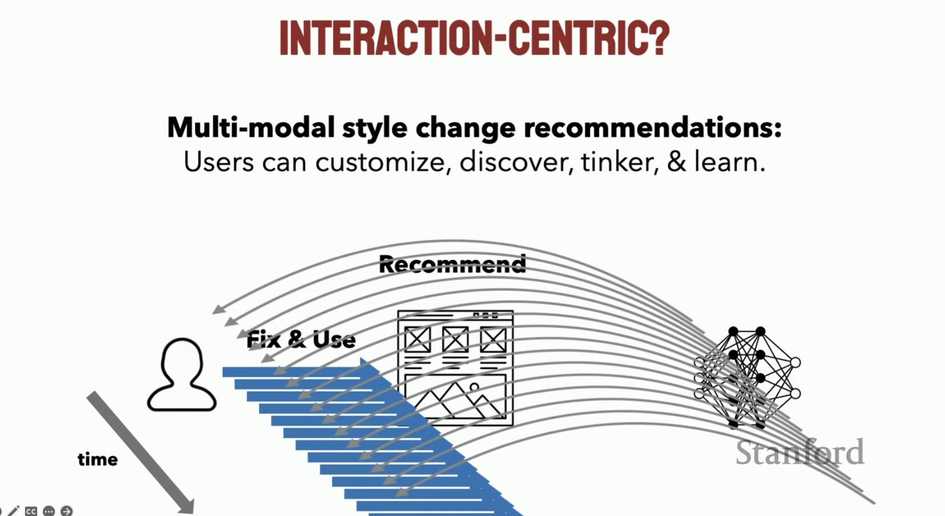 INTERACTION-CENTRIC?
Multi-modal style change recommendations:
Users can customize, discover, tinker, & learn.
Recommend
Fix & Use
time
Stanford